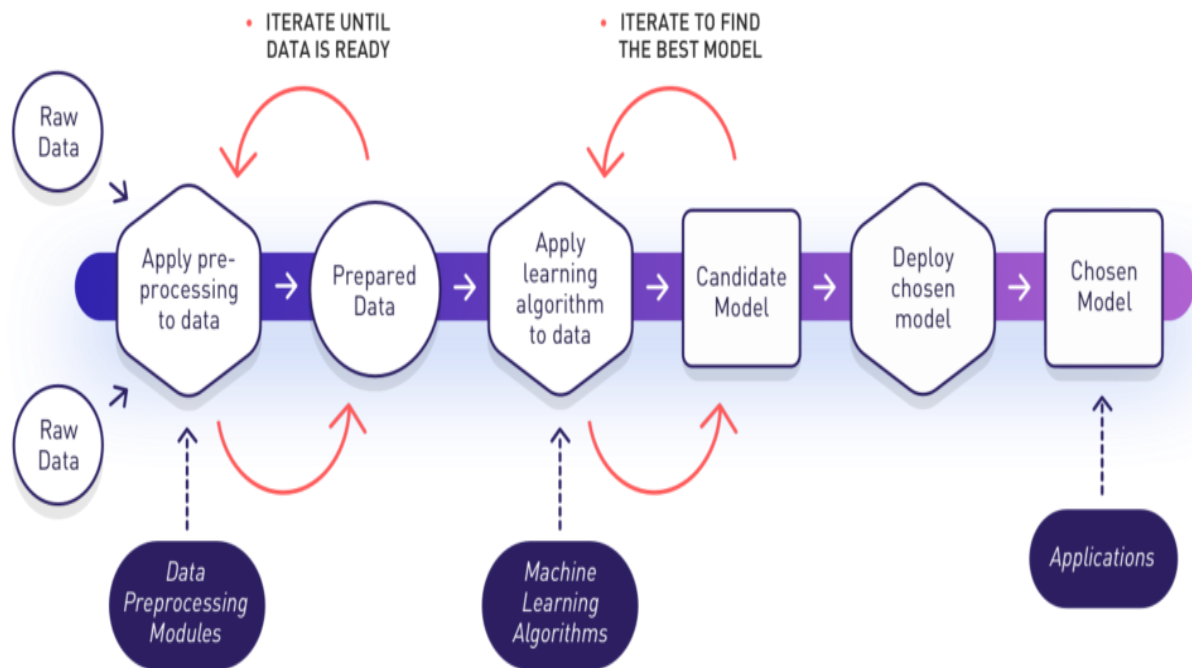 • ITERATE UNTIL
DATA IS READY
• ITERATE TO FIND
THE BEST MODEL
Raw
Data
Apply pre-
processing
to data
Prepared
Data
Apply
learning
algorithm
to data
Candidate
Model
Deploy
chosen
model
Chosen
Model
Raw
Data
Data
Preprocessing
Modules
Machine
Learning
Algorithms
Applications